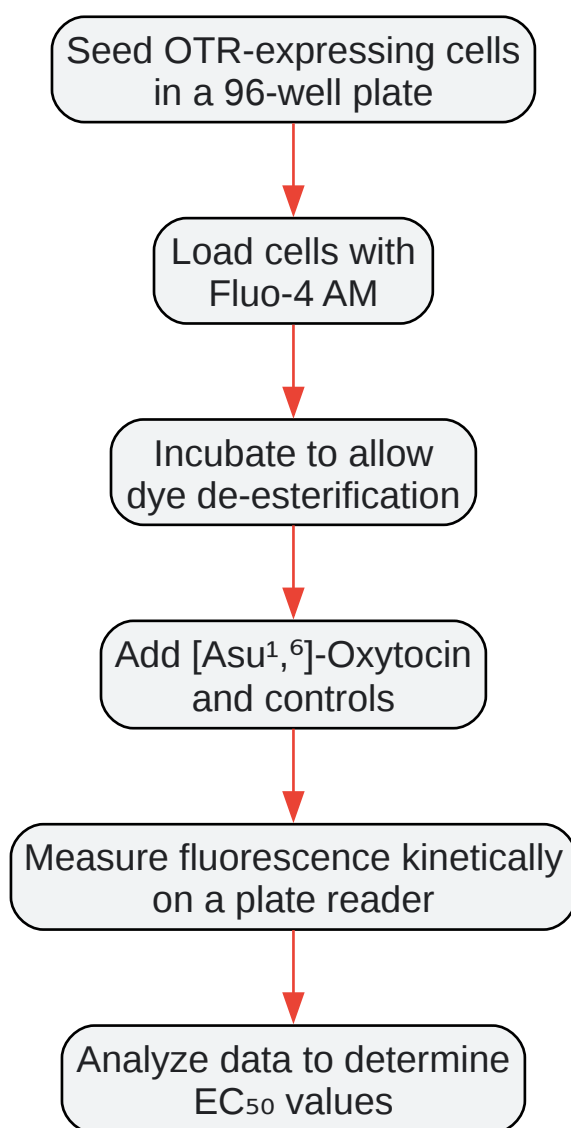 Seed OTR-expressing cells
in a 96-well plate
Load cells with
Fluo-4 AM
Incubate to allow
dye de-esterification
Add [Asu¹,⁶]-Oxytocin
and controls
Measure fluorescence kinetically
on a plate reader
Analyze data to determine
EC₅₀ values